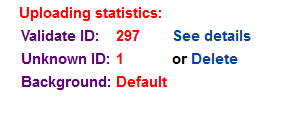 Uploading statistics:
Validate ID: 297 See details
Unknown ID: 1 or Delete
Background: Default